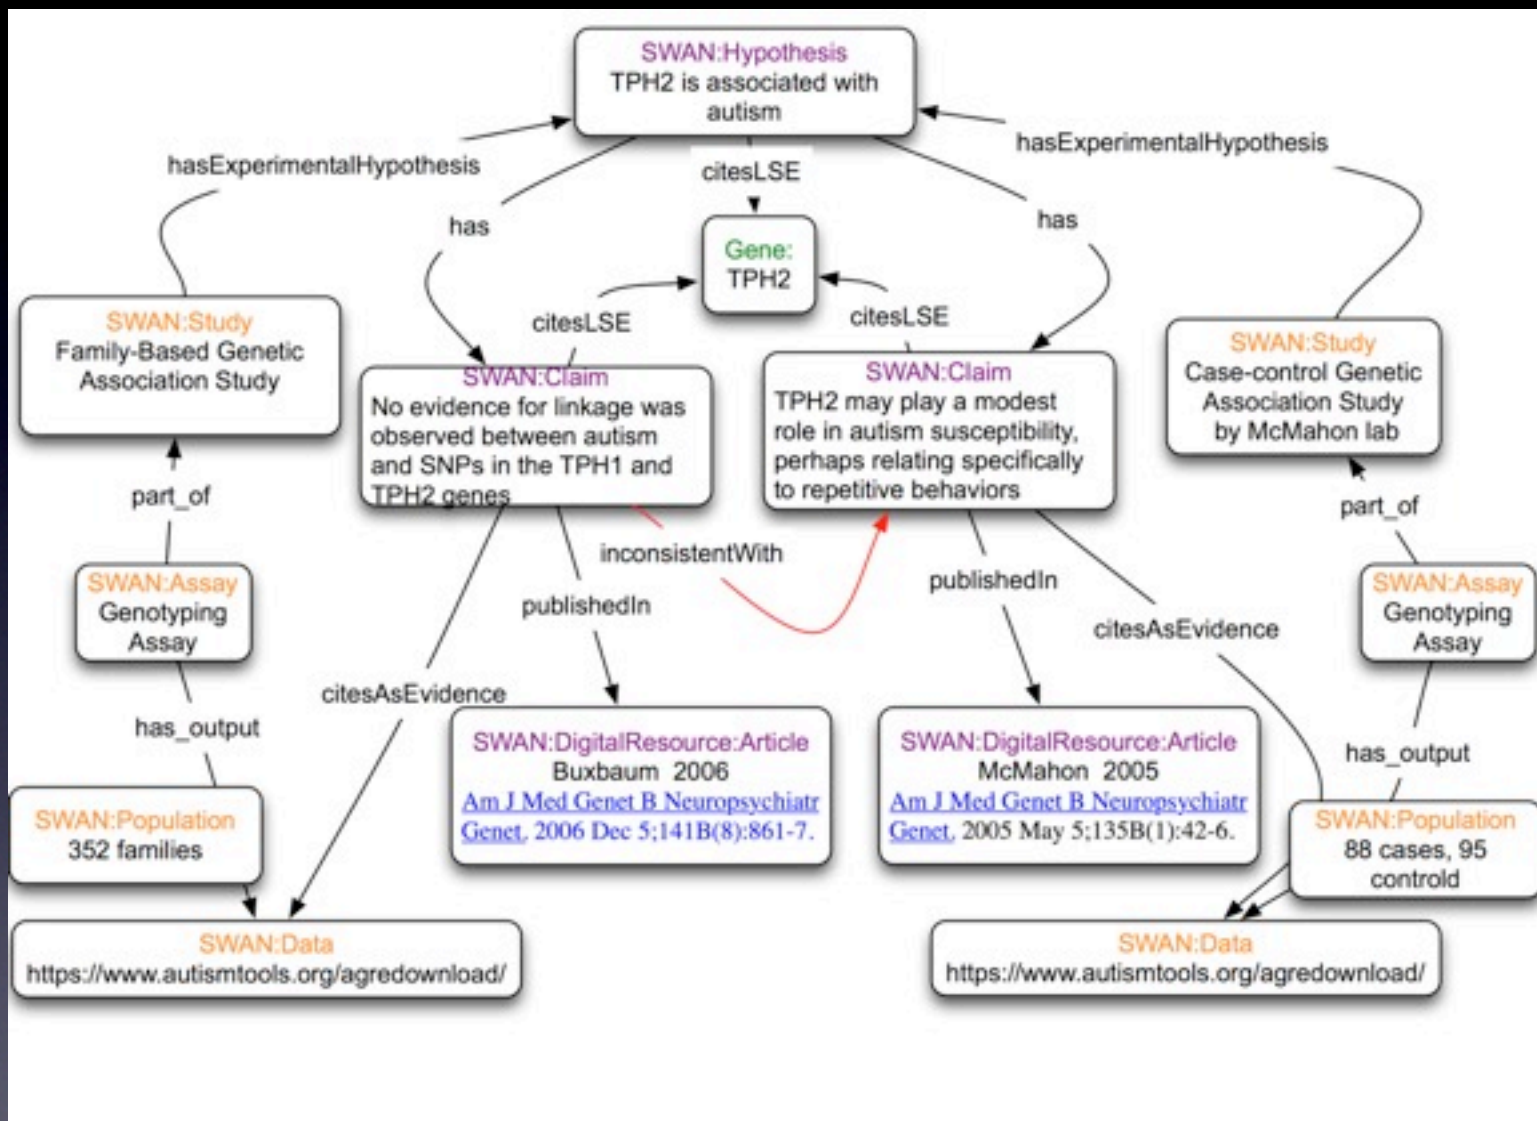 SWAN:Hypothesis
TPH2 is associated with
autism
hasExperimentalHypothesis
citesLSE
hasExperimentalHypothesis
has
has
Gene:
TPH2
citesLSE
citesLSE
SWAN:Study
Family-Based Genetic
Association Study
SWAN:Claim
No evidence for linkage was
observed between autism
and SNPs in the TPH1 and
TPH2 genes
SWAN:Claim
TPH2 may play a modest
role in autism susceptibility,
perhaps relating specifically
to repetitive behaviors
SWAN:Study
Case-control Genetic
Association Study
by McMahon lab
part_of
inconsistentWith
part_of
SWAN:Assay
Genotyping
Assay
publishedIn
publishedIn
citesAsEvidence
SWAN:Assay
Genotyping
Assay
citesAsEvidence
has_output
has_output
SWAN:DigitalResource:Article
Buxbaum 2006
Am J Med Genet B Neuropsychiatr
Genet. 2006 Dec 5;141B(8):861-7.
SWAN:DigitalResource:Article
McMahon 2005
Am J Med Genet B Neuropsychiatr
Genet. 2005 May 5;135B(1):42-6.
SWAN:Population
352 families
SWAN:Population
88 cases, 95
controld
SWAN:Data
https://www.autismtools.org/agredownload/
SWAN:Data
https://www.autismtools.org/agredownload/